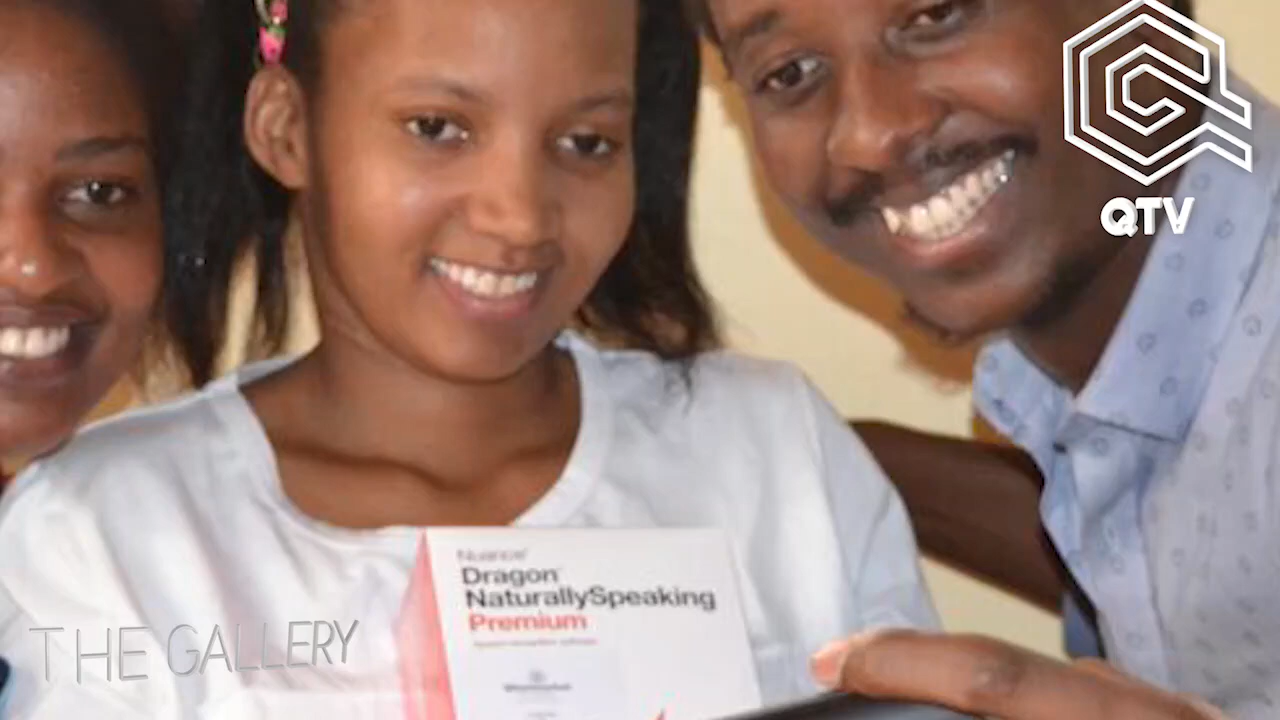 QTV
Nuance
Dragon
NaturallySpeaking
Premium
THE GALLERY